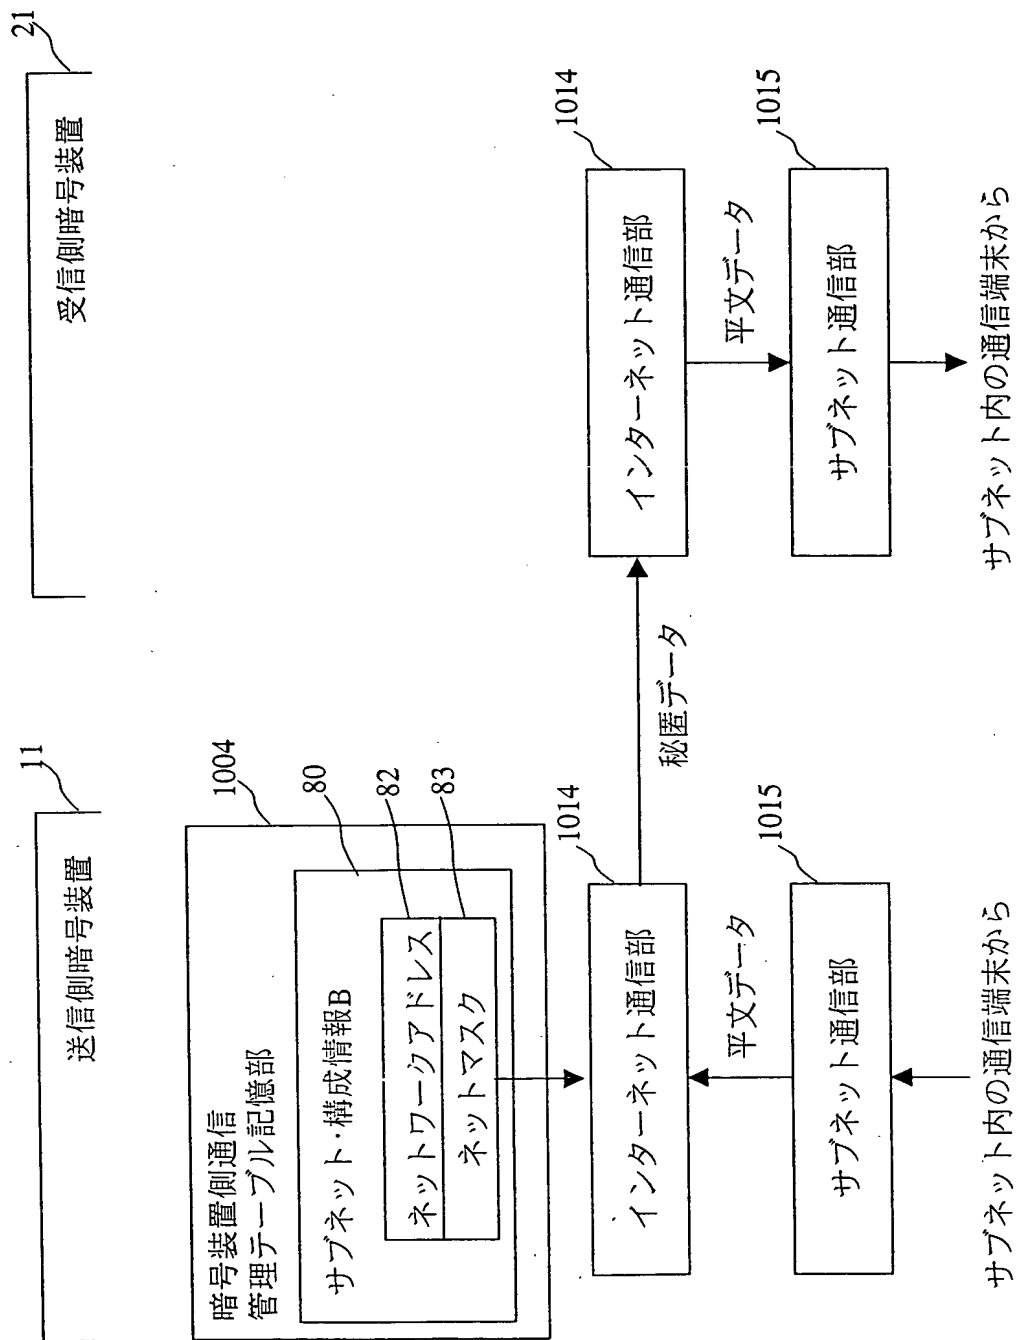 送信側暗号装置
11
暗号装置側通信
管理テーブル記憶部
1004
サブネット・構成情報B
80
ネットワークアドレス
82
ネットマスク
83
インターネット通信部
1014
平文データ
サブネット通信部
1015
サブネット内の通信端末から
秘匿データ
受信側暗号装置
21
インターネット通信部
1014
平文データ
サブネット通信部
1015
サブネット内の通信端末から